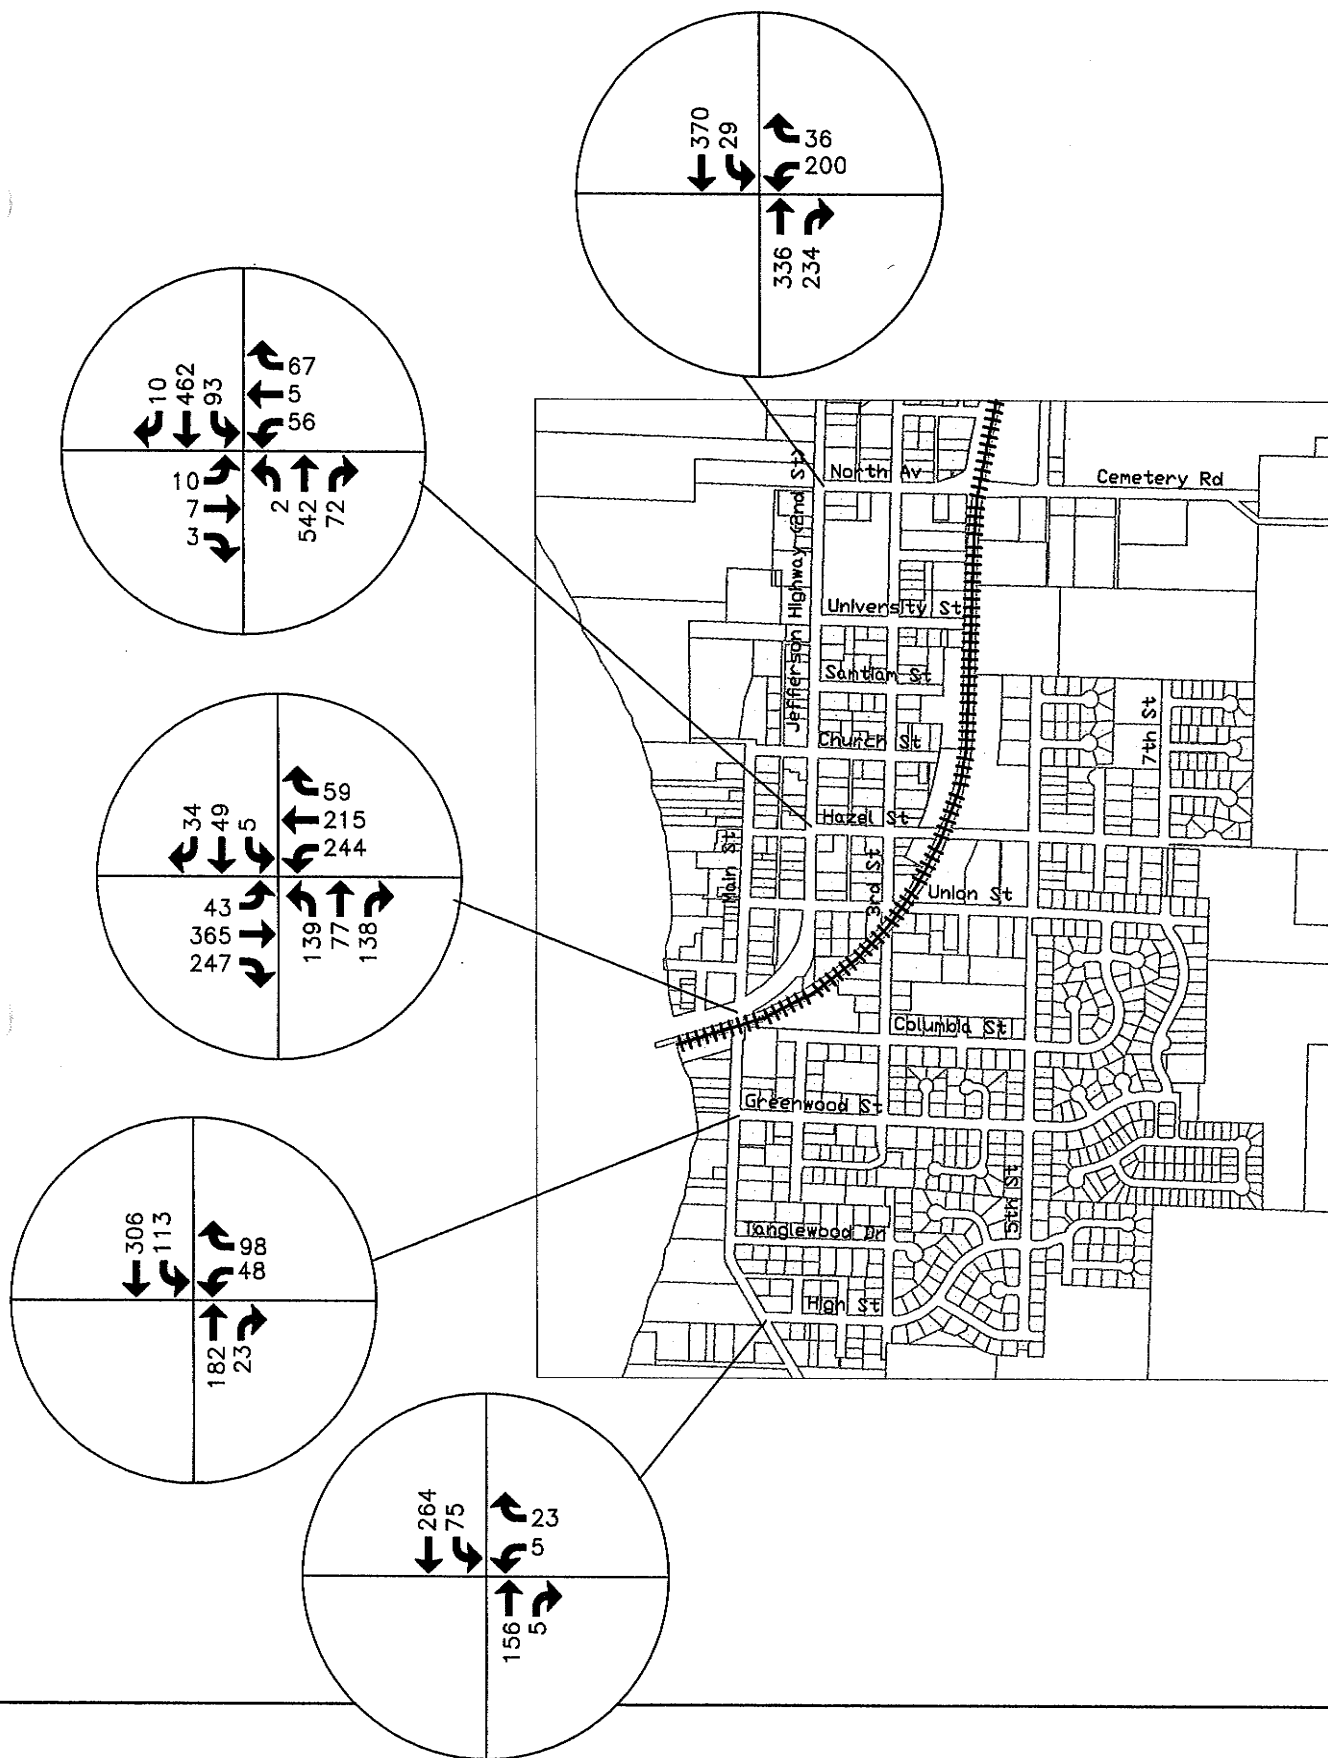 370
29
36
200
336
234
10
462
93
67
5
56
10
7
3
2
542
72
34
49
5
59
215
244
43
365
247
139
77
138
306
113
98
48
182
23
264
75
23
5
156
5
North Av
Cemetery Rd
Jefferson Highway (2nd St)
University St
Santiam St
Church St
7th St
Hazel St
Main St
3rd St
Union St
Columbia St
Greenwood St
5th St
Tanglewood Dr
High St